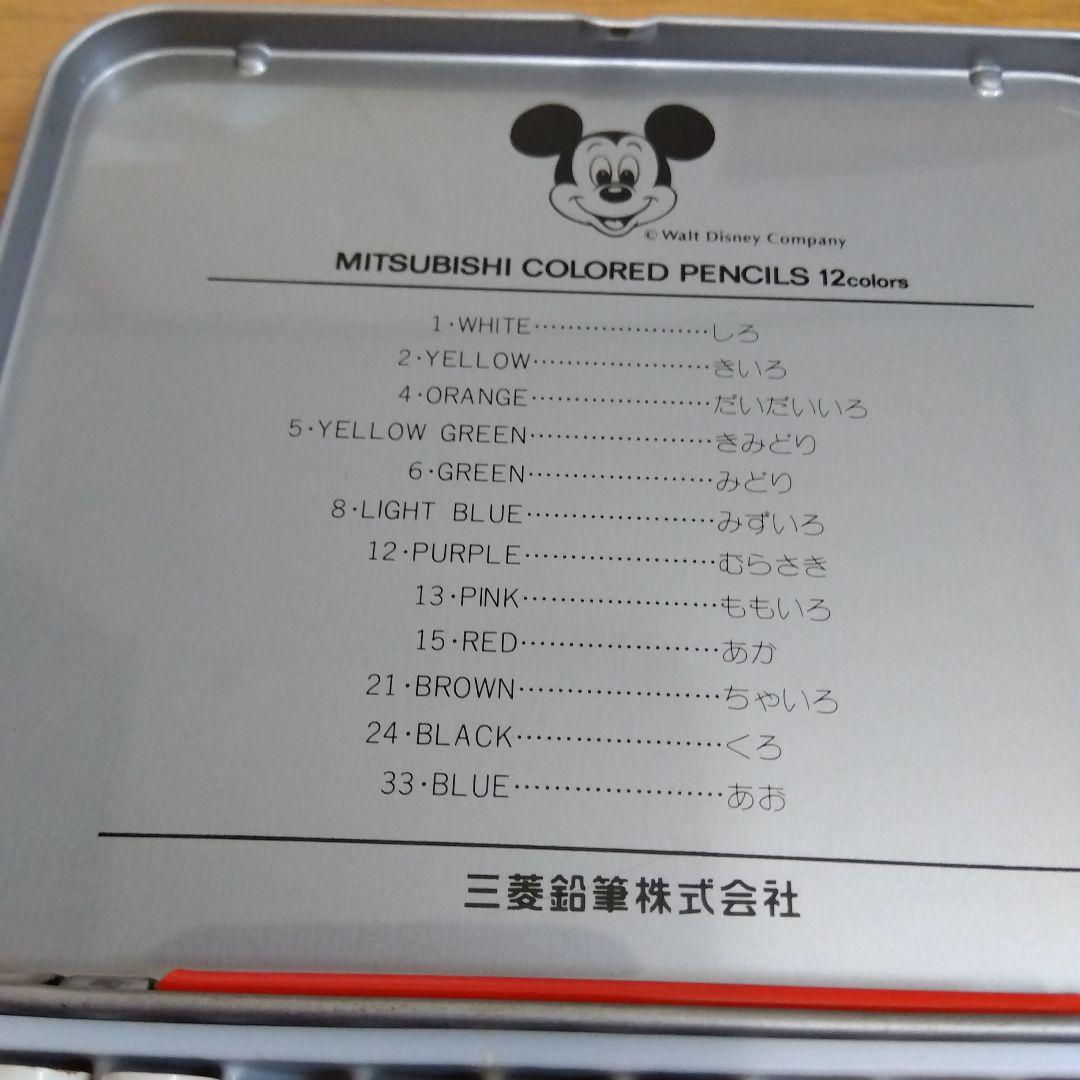 © Walt Disney Company
MITSUBISHI COLORED PENCILS 12colors
1·WHITE·····················しろ
2·YELLOW·····················きいろ
4·ORANGE·····················だいだいいろ
5·YELLOW GREEN·····················きみどり
6·GREEN·····················みどり
8·LIGHT BLUE·····················みずいろ
12·PURPLE·····················むらさき
13·PINK·····················ももいろ
15·RED·····················あか
21·BROWN·····················ちゃいろ
24·BLACK·····················くろ
33·BLUE·····················あお
三菱鉛筆株式会社